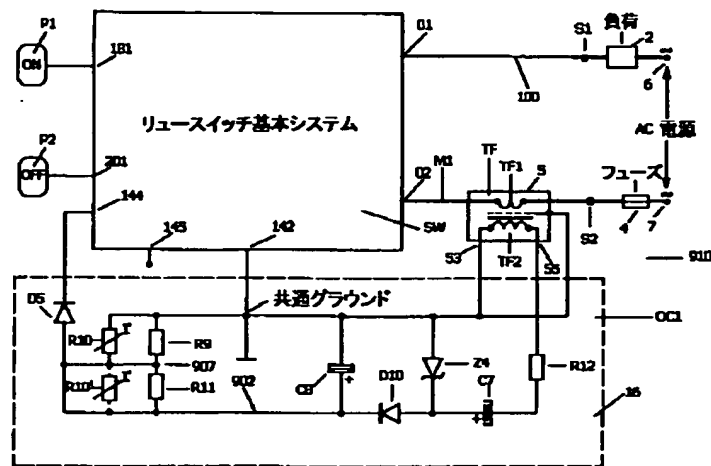 P1
ON
181
リュースイッチ基本システム
P2
OFF
201
144
145
142
SW
D1
100
S1
負荷
2
6
AC 電源
フューズ
4
7
S2
O2
M1
TF
TF1
5
TF2
S3
S5
910
共通グラウンド
OC1
D5
R10
r
R9
907
R10'
r'
R11
902
C8
+
D10
Z4
C7
+
R12
16